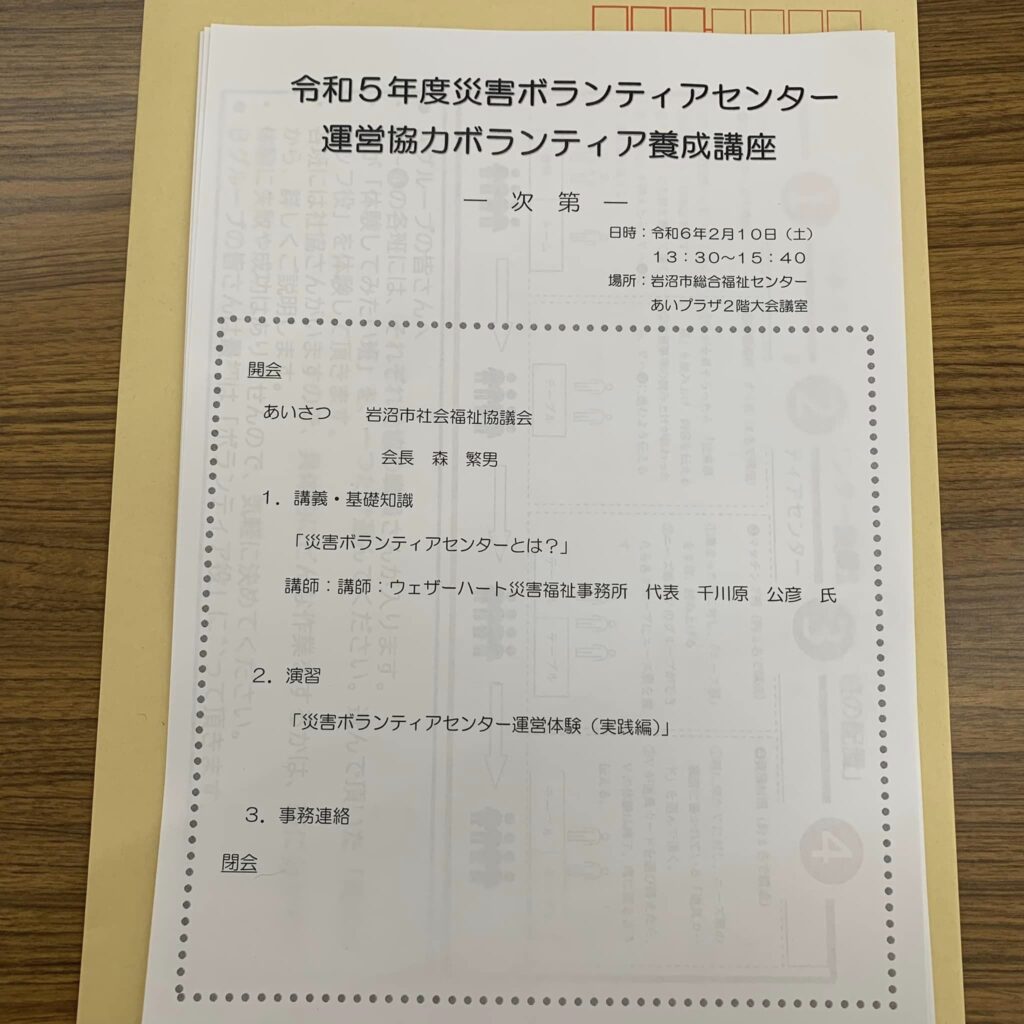 令和５年度災害ボランティアセンター
運営協力ボランティア養成講座
― 次 第 ―
日時：令和６年２月１０日（土）
１３：３０～１５：４０
場所：岩沼市総合福祉センター
あいプラザ２階大会議室
開会
あいさつ　　岩沼市社会福祉協議会
会長　森　繁男
１．講義・基礎知識
「災害ボランティアセンターとは？」
講師：講師：ウェザーハート災害福祉事務所　代表　千川原　公彦　氏
２．演習
「災害ボランティアセンター運営体験（実践編）」
３．事務連絡
閉会